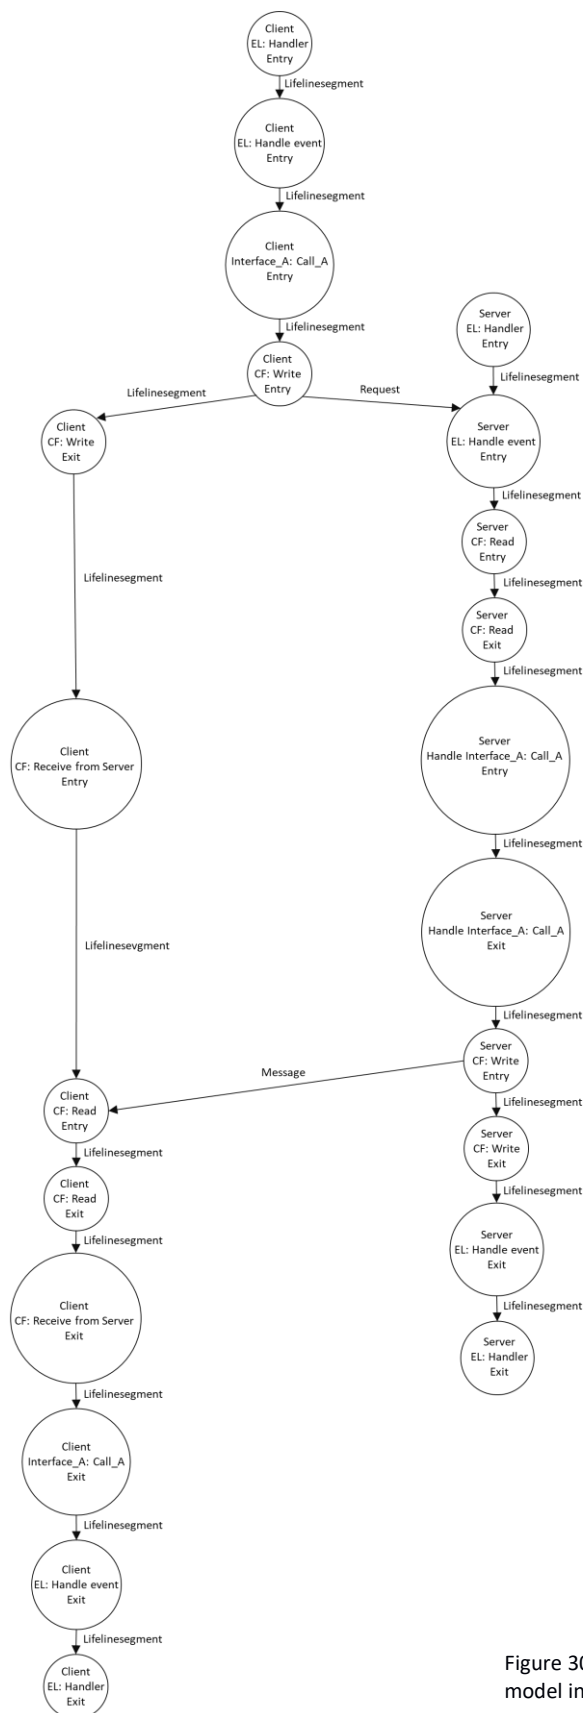 Client
EL: Handler
Entry
Lifelinesegment
Client
EL: Handle event
Entry
Lifelinesegment
Client
Interface_A: Call_A
Entry
Lifelinesegment
Client
CF: Write
Entry
Server
EL: Handler
Entry
Lifelinesegment
Lifelinesegment
Request
Client
CF: Write
Exit
Server
EL: Handle event
Entry
Lifelinesegment
Server
CF: Read
Entry
Lifelinesegment
Lifelinesegment
Server
CF: Read
Exit
Lifelinesegment
Client
CF: Receive from Server
Entry
Server
Handle Interface_A: Call_A
Entry
Lifelinesegment
Server
Handle Interface_A: Call_A
Exit
Lifelinesevgment
Lifelinesegment
Server
CF: Write
Entry
Message
Client
CF: Read
Entry
Lifelinesegment
Server
CF: Write
Exit
Lifelinesegment
Client
CF: Read
Exit
Lifelinesegment
Lifelinesegment
Server
EL: Handle event
Exit
Client
CF: Receive from Server
Exit
Lifelinesegment
Server
EL: Handler
Exit
Lifelinesegment
Client
Interface_A: Call_A
Exit
Lifelinesegment
Client
EL: Handle event
Exit
Lifelinesegment
Client
EL: Handler
Exit
Figure 30
model in